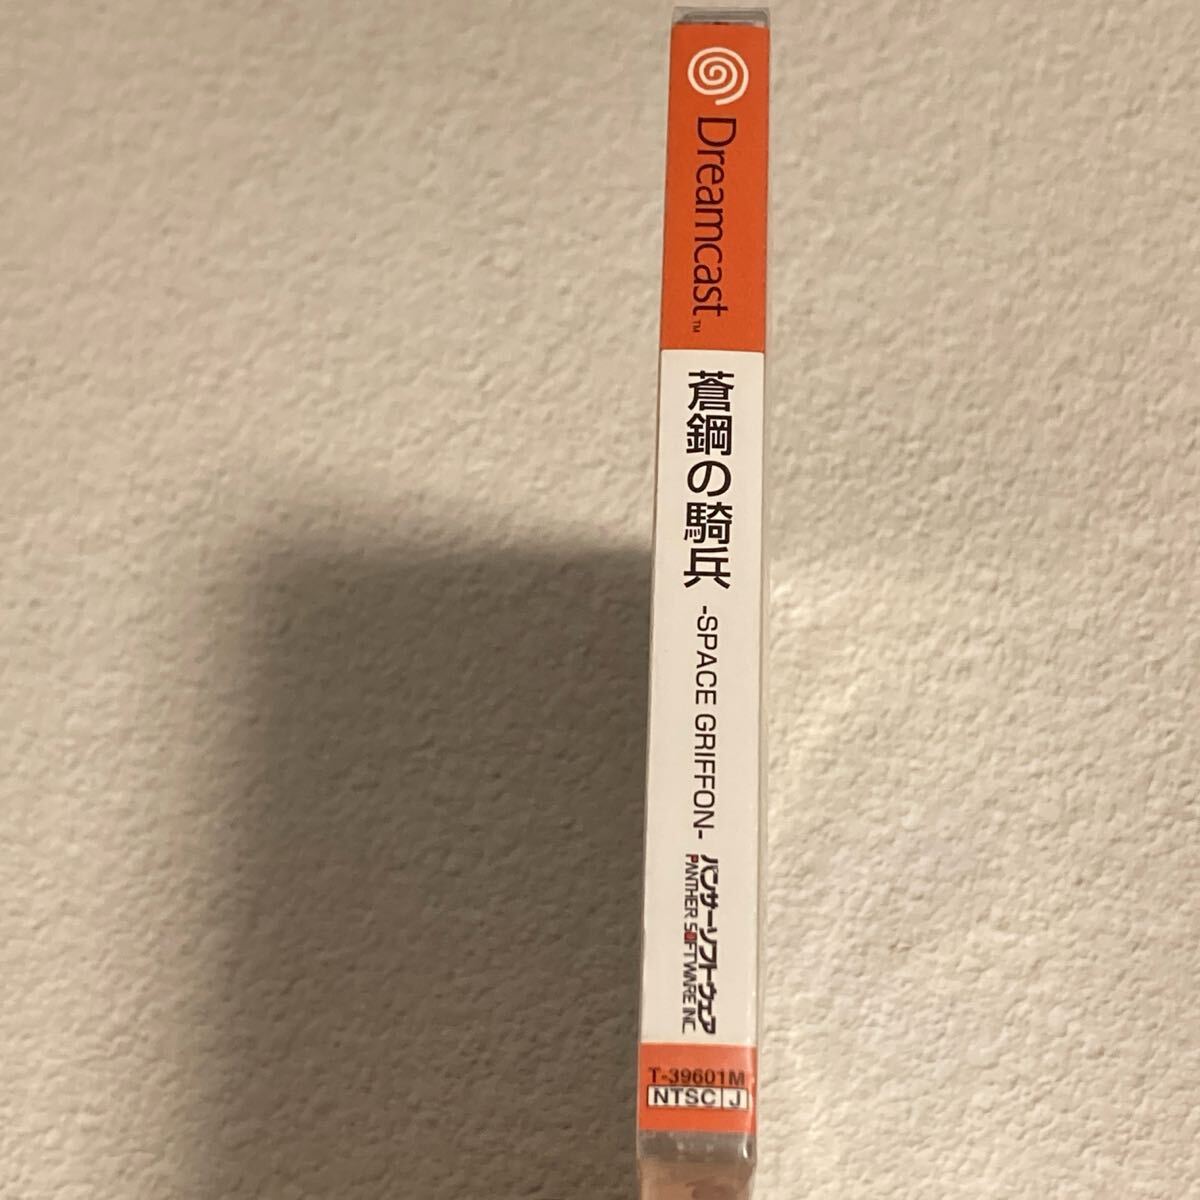 Dreamcast™
蒼鋼の騎兵
-SPACE GRIFFON-
パンサーソフトウェア
PANTHER SOFTWARE INC.
T-39601M
NTSC J